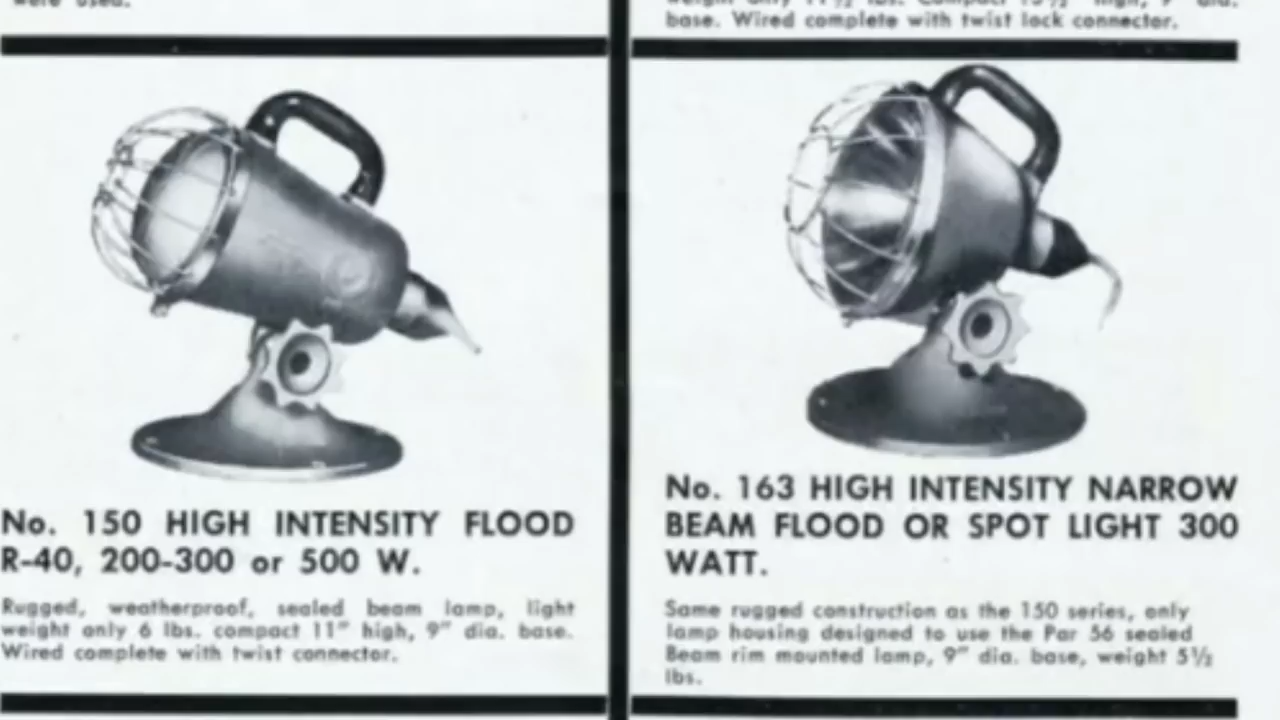 were used.
base. Wired complete with twist lock connector.
No. 150 HIGH INTENSITY FLOOD
R-40, 200-300 or 500 W.
Rugged, weatherproof, sealed beam lamp, light
weight only 6 lbs. compact 11" high, 9" dia. base.
Wired complete with twist connector.
No. 163 HIGH INTENSITY NARROW
BEAM FLOOD OR SPOT LIGHT 300
WATT.
Same rugged construction as the 150 series, only
lamp housing designed to use the Par 56 sealed
Beam rim mounted lamp, 9" dia. base, weight 5½
lbs.